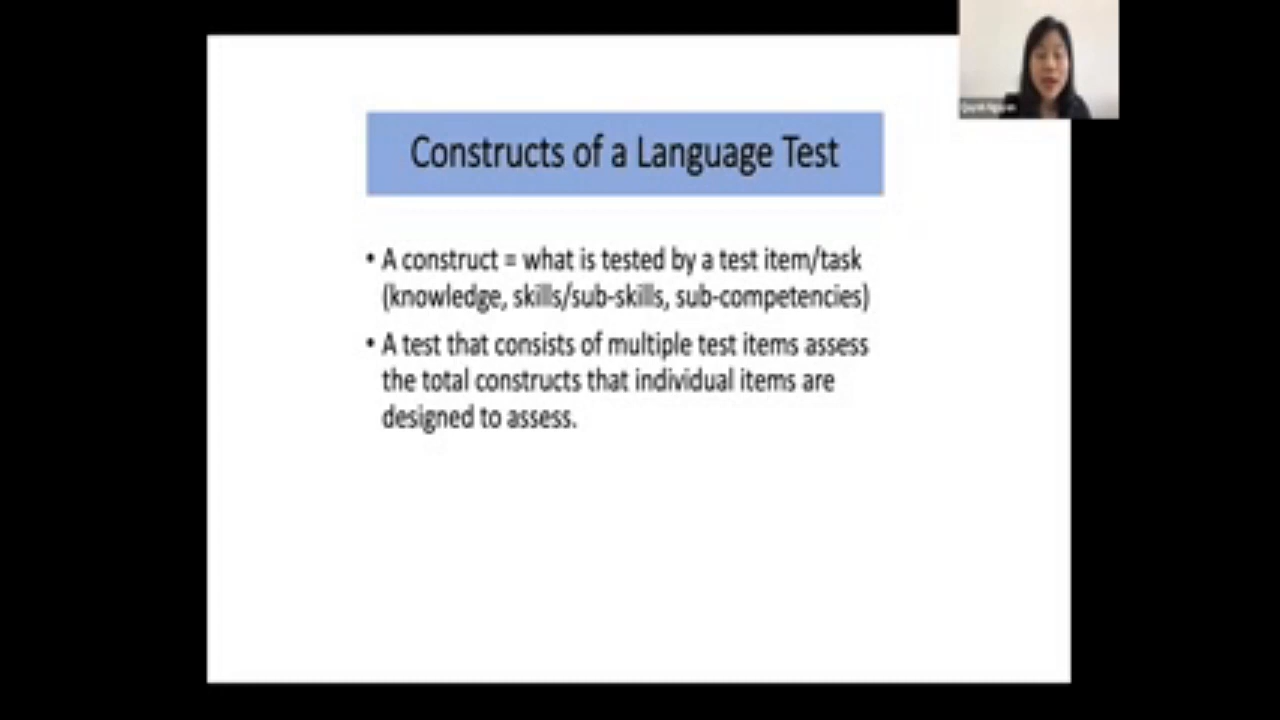 Constructs of a Language Test
• A construct = what is tested by a test item/task
(knowledge, skills/sub-skills, sub-competencies)
• A test that consists of multiple test items assess
the total constructs that individual items are
designed to assess.